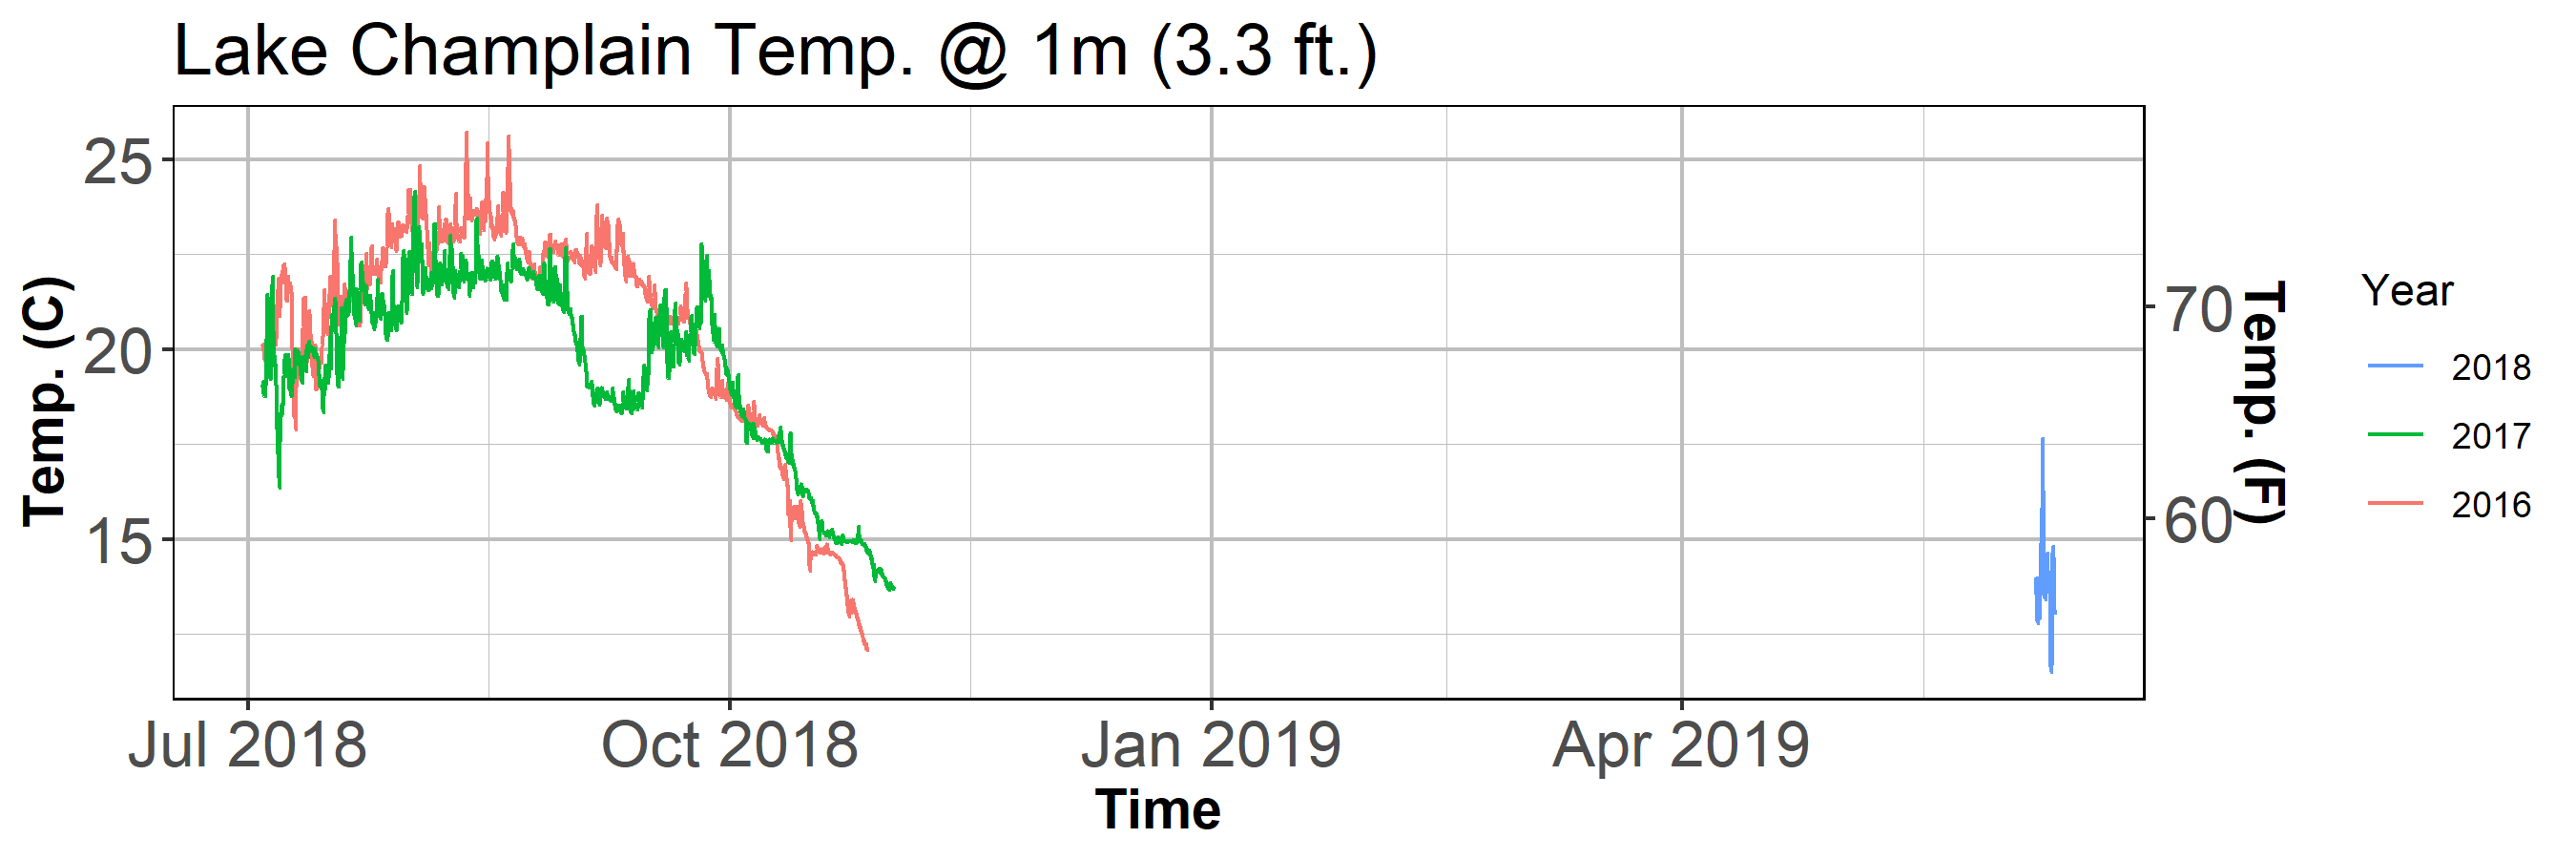 Lake Champlain Temp. @ 1m (3.3 ft.)
Temp. (C)
25
20
15
Jul 2018
Oct 2018
Jan 2019
Apr 2019
Time
70
60
Temp. (F)
Year
2018
2017
2016